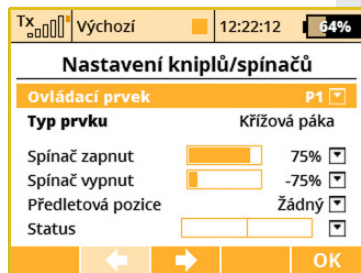 Tx Výchozí 12:22:12 64%
Nastavení kniplů/spínačů
Ovládací prvek P1
Typ prvku Křížová páka
Spínač zapnut 75%
Spínač vypnut -75%
Předletová pozice Žádný
Status
OK